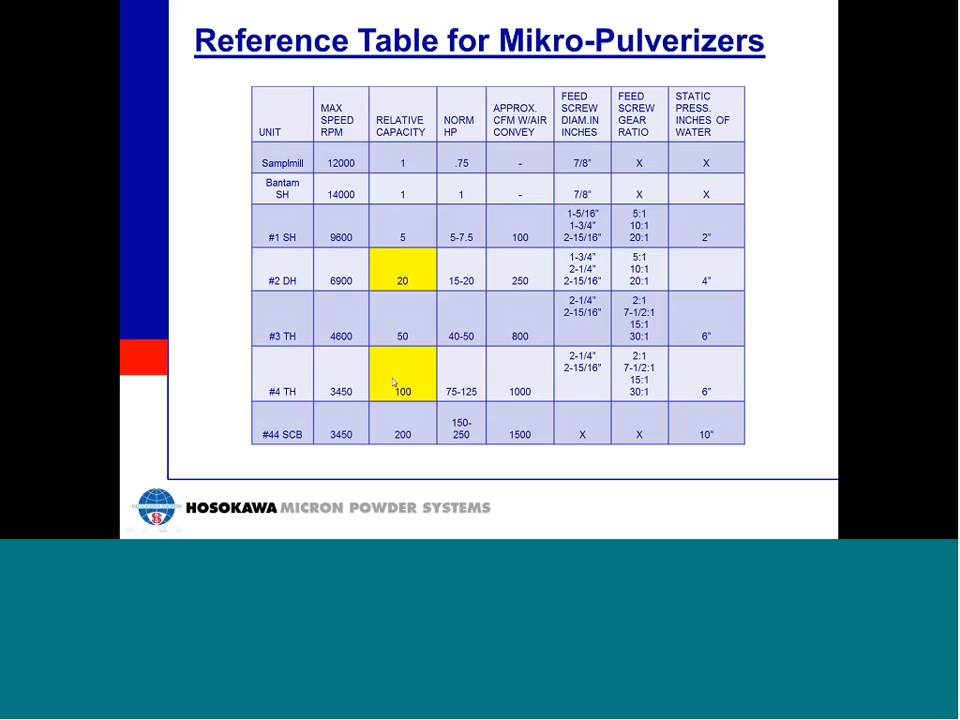 Reference Table for Mikro-Pulverizers
UNIT MAX SPEED RPM RELATIVE CAPACITY NORM HP APPROX. CFM W/AIR CONVEY FEED SCREW DIAM.IN INCHES FEED SCREW GEAR RATIO STATIC PRESS. INCHES OF WATER
Samplmill 12000 1 .75 - 7/8" X X
Bantam SH 14000 1 1 - 7/8" X X
#1 SH 9600 5 5-7.5 100 1-5/16" 1-3/4" 2-15/16" 5:1 10:1 20:1 2"
#2 DH 6900 20 15-20 250 1-3/4" 2-1/4" 2-15/16" 5:1 10:1 20:1 4"
#3 TH 4600 50 40-50 800 2-1/4" 2-15/16" 2:1 7-1/2:1 15:1 30:1 6"
#4 TH 3450 100 75-125 1000 2-1/4" 2-15/16" 2:1 7-1/2:1 15:1 30:1 6"
#44 SCB 3450 200 150-250 1500 X X 10"
HOSOKAWA MICRON POWDER SYSTEMS